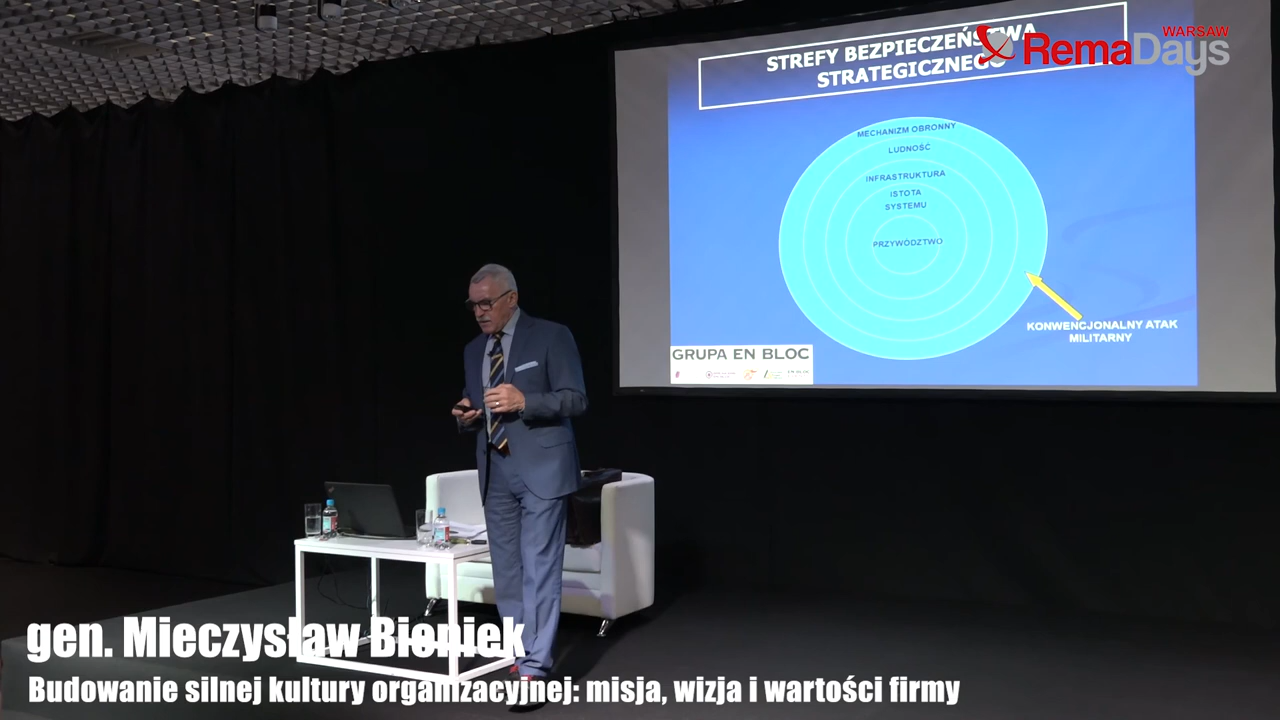 STREFY BEZPIECZEŃSTWA
STRATEGICZNEGO
WARSAW
RemaDays
MECHANIZM OBRONNY
LUDNOŚĆ
INFRASTRUKTURA
ISTOTA
SYSTEMU
PRZYWÓDZTWO
KONWENCJONALNY ATAK
MILITARNY
GRUPA EN BLOC
gen. Mieczysław Bieniek
Budowanie silnej kultury organizacyjnej: misja, wizja i wartości firmy